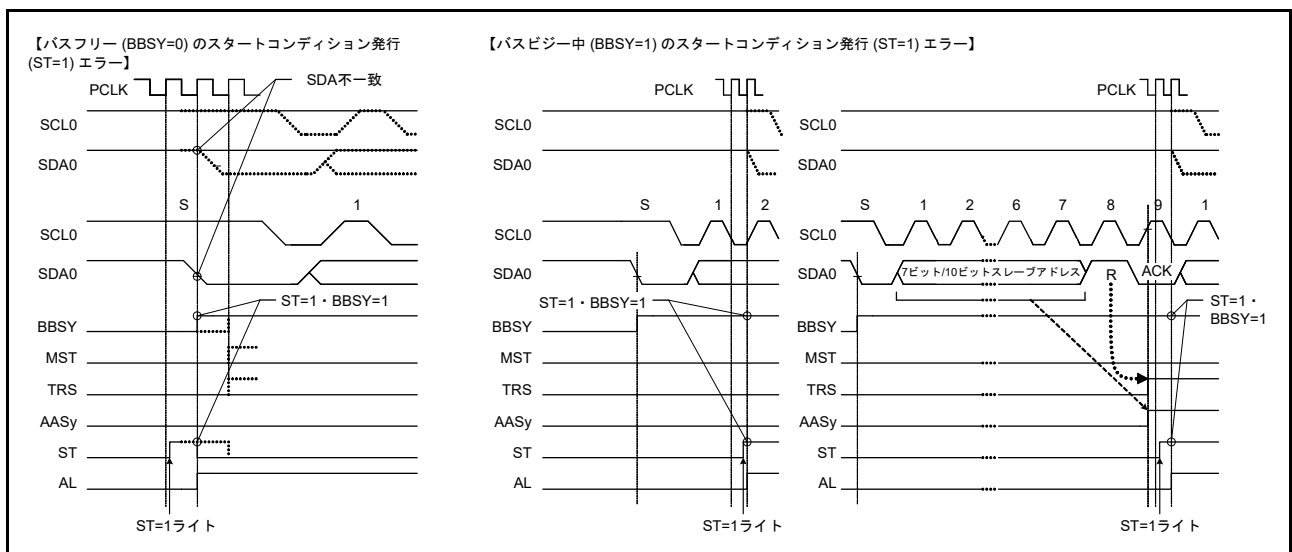 【バスフリー (BBSY=0) のスタートコンディション発行
(ST=1) エラー】
PCLK
SDA不一致
SCL0
SDA0
S
1
SCL0
SDA0
ST=1・BBSY=1
BBSY
MST
TRS
AASy
ST
AL
ST=1ライト
【バスビジー中 (BBSY=1) のスタートコンディション発行 (ST=1) エラー】
PCLK
SCL0
SDA0
S 1 2
SCL0
SDA0
ST=1・BBSY=1
BBSY
MST
TRS
AASy
ST
AL
ST=1ライト
PCLK
SCL0
SDA0
S 1 2 6 7 8 9 1
SCL0
SDA0
7ビット/10ビットスレーブアドレス
R
ACK
ST=1・
BBSY=1
BBSY
MST
TRS
AASy
ST
AL
ST=1ライト